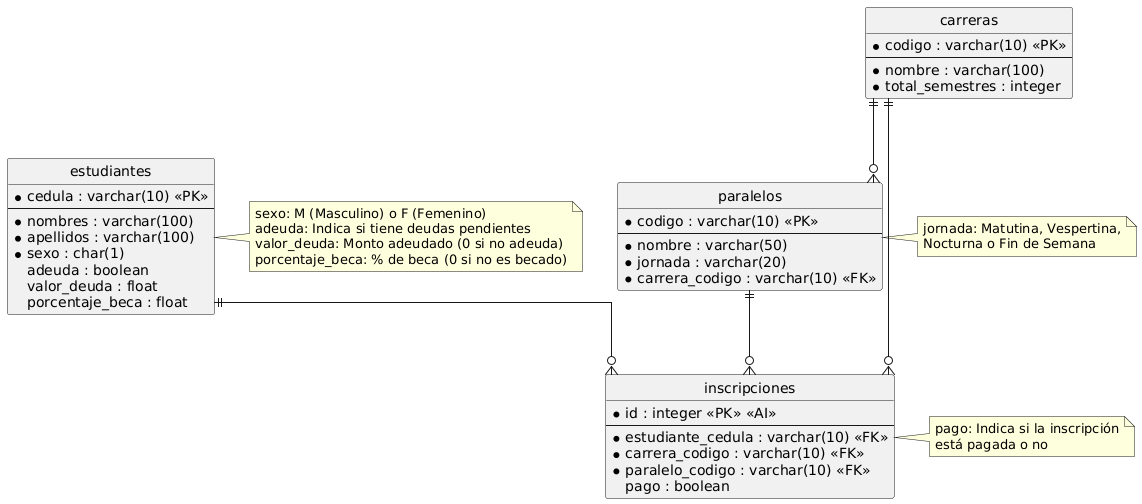 carreras
codigo : varchar(10) «PK»
nombre : varchar(100)
total_semestres : integer
estudiantes
cedula : varchar(10) «PK»
nombres : varchar(100)
apellidos : varchar(100)
sexo : char(1)
adeuda : boolean
valor_deuda : float
porcentaje_beca : float
sexo: M (Masculino) o F (Femenino)
adeuda: Indica si tiene deudas pendientes
valor_deuda: Monto adeudado (0 si no adeuda)
porcentaje_beca: % de beca (0 si no es becado)
paralelos
codigo : varchar(10) «PK»
nombre : varchar(50)
jornada : varchar(20)
carrera_codigo : varchar(10) «FK»
jornada: Matutina, Vespertina,
Nocturna o Fin de Semana
inscripciones
id : integer «PK» «AI»
estudiante_cedula : varchar(10) «FK»
carrera_codigo : varchar(10) «FK»
paralelo_codigo : varchar(10) «FK»
pago : boolean
pago: Indica si la inscripción
está pagada o no